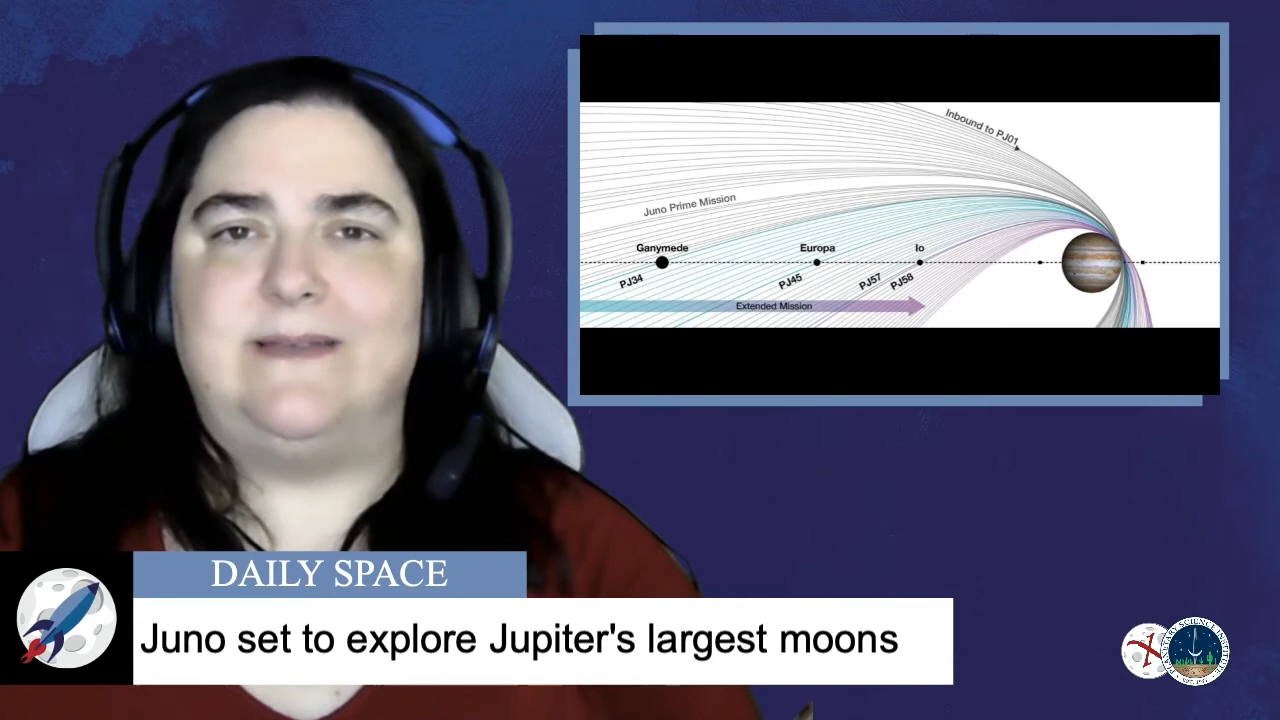 Inbound to PJ01
Juno Prime Mission
Ganymede
Europa
Io
PJ34
PJ45
PJ57
PJ58
Extended Mission
DAILY SPACE
Juno set to explore Jupiter's largest moons